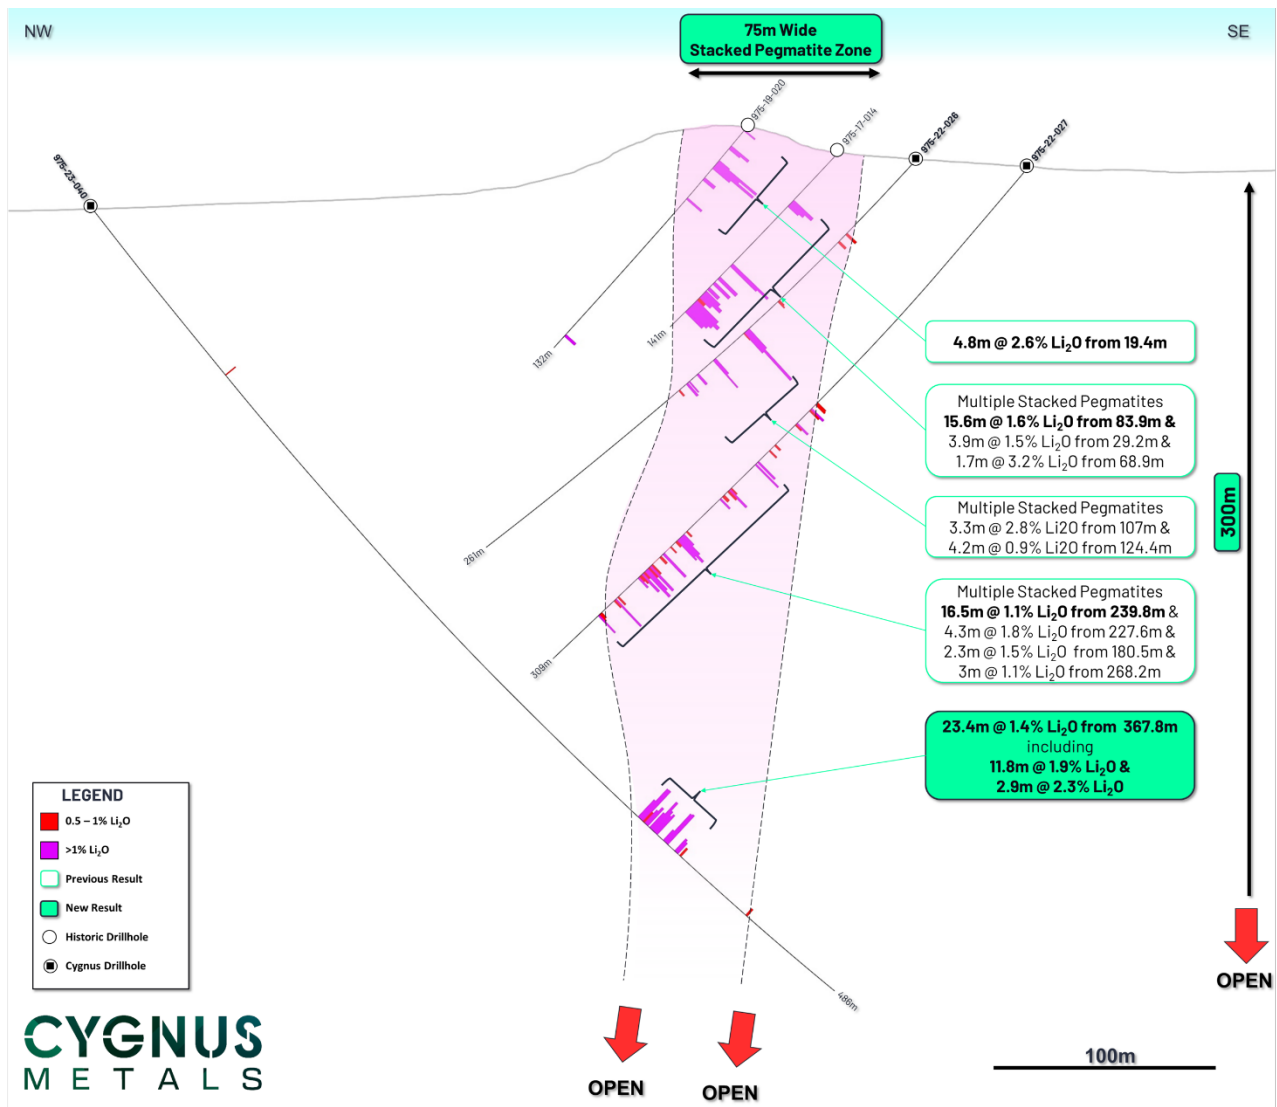 NW
75m Wide
Stacked Pegmatite Zone
SE
975-19-020
975-17-014
975-22-026
975-22-027
975-23-040
132m
141m
261m
309m
486m
4.8m @ 2.6% Li₂O from 19.4m
Multiple Stacked Pegmatites
15.6m @ 1.6% Li₂O from 83.9m &
3.9m @ 1.5% Li₂O from 29.2m &
1.7m @ 3.2% Li₂O from 68.9m
Multiple Stacked Pegmatites
3.3m @ 2.8% Li2O from 107m &
4.2m @ 0.9% Li2O from 124.4m
Multiple Stacked Pegmatites
16.5m @ 1.1% Li₂O from 239.8m &
4.3m @ 1.8% Li₂O from 227.6m &
2.3m @ 1.5% Li₂O from 180.5m &
3m @ 1.1% Li₂O from 268.2m
23.4m @ 1.4% Li₂O from 367.8m
including
11.8m @ 1.9% Li₂O &
2.9m @ 2.3% Li₂O
300m
OPEN
LEGEND
0.5 – 1% Li₂O
>1% Li₂O
Previous Result
New Result
Historic Drillhole
Cygnus Drillhole
CYGNUS
METALS
OPEN
OPEN
100m